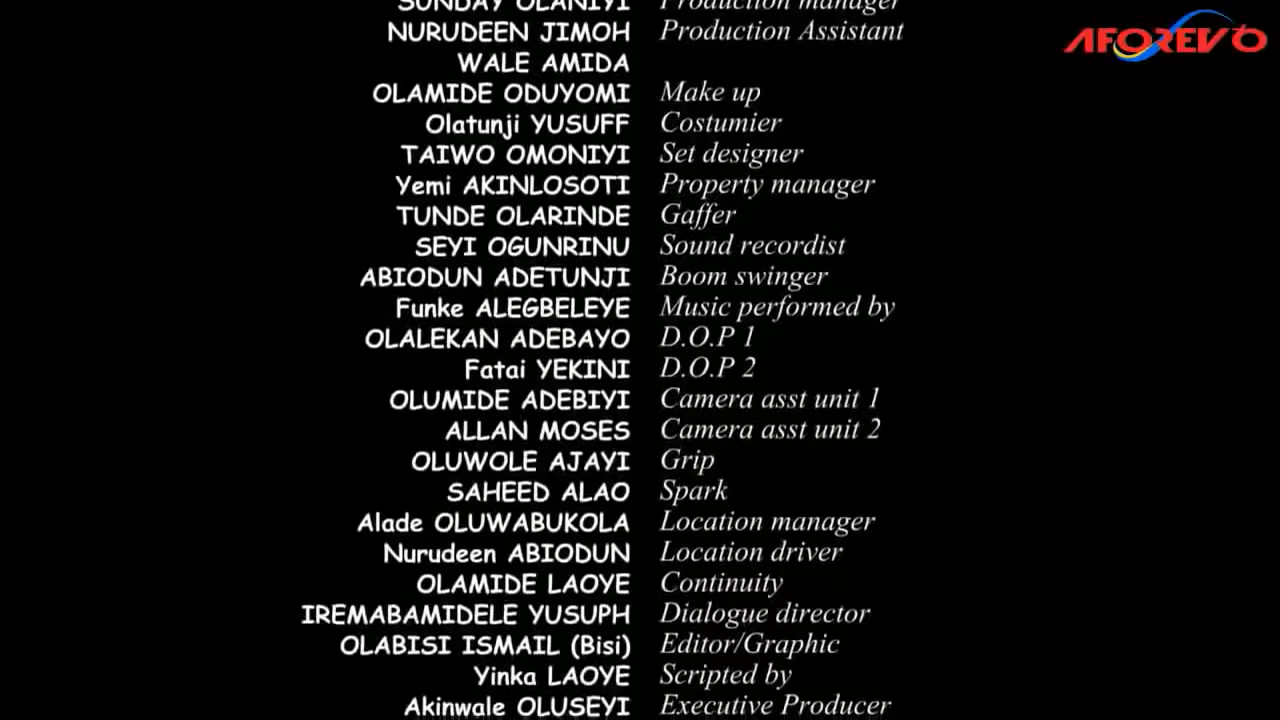 SUNDAY OLANIYI Production manager
NURUDEEN JIMOH Production Assistant
WALE AMIDA
OLAMIDE ODUYOMI Make up
Olatunji YUSUFF Costumier
TAIWO OMONIYI Set designer
Yemi AKINLOSOTI Property manager
TUNDE OLARINDE Gaffer
SEYI OGUNRINU Sound recordist
ABIODUN ADETUNJI Boom swinger
Funke ALEGBELEYE Music performed by
OLALEKAN ADEBAYO D.O.P 1
Fatai YEKINI D.O.P 2
OLUMIDE ADEBIYI Camera asst unit 1
ALLAN MOSES Camera asst unit 2
OLUWOLE AJAYI Grip
SAHEED ALAO Spark
Alade OLUWABUKOLA Location manager
Nurudeen ABIODUN Location driver
OLAMIDE LAOYE Continuity
IREMABAMIDELE YUSUPH Dialogue director
OLABISI ISMAIL (Bisi) Editor/Graphic
Yinka LAOYE Scripted by
Akinwale OLUSEYI Executive Producer
AFOREVO